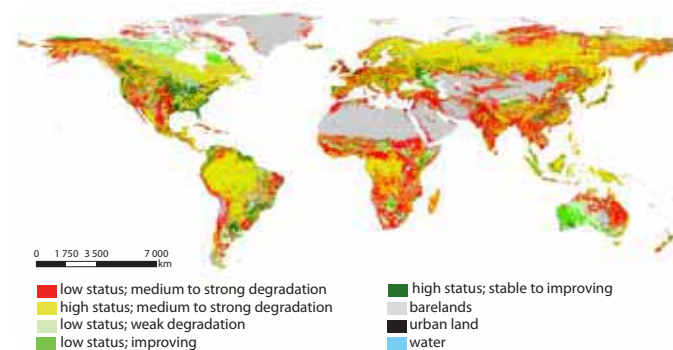 0 1 750 3 500 7 000
km
low status; medium to strong degradation
high status; medium to strong degradation
low status; weak degradation
low status; improving
high status; stable to improving
barelands
urban land
water